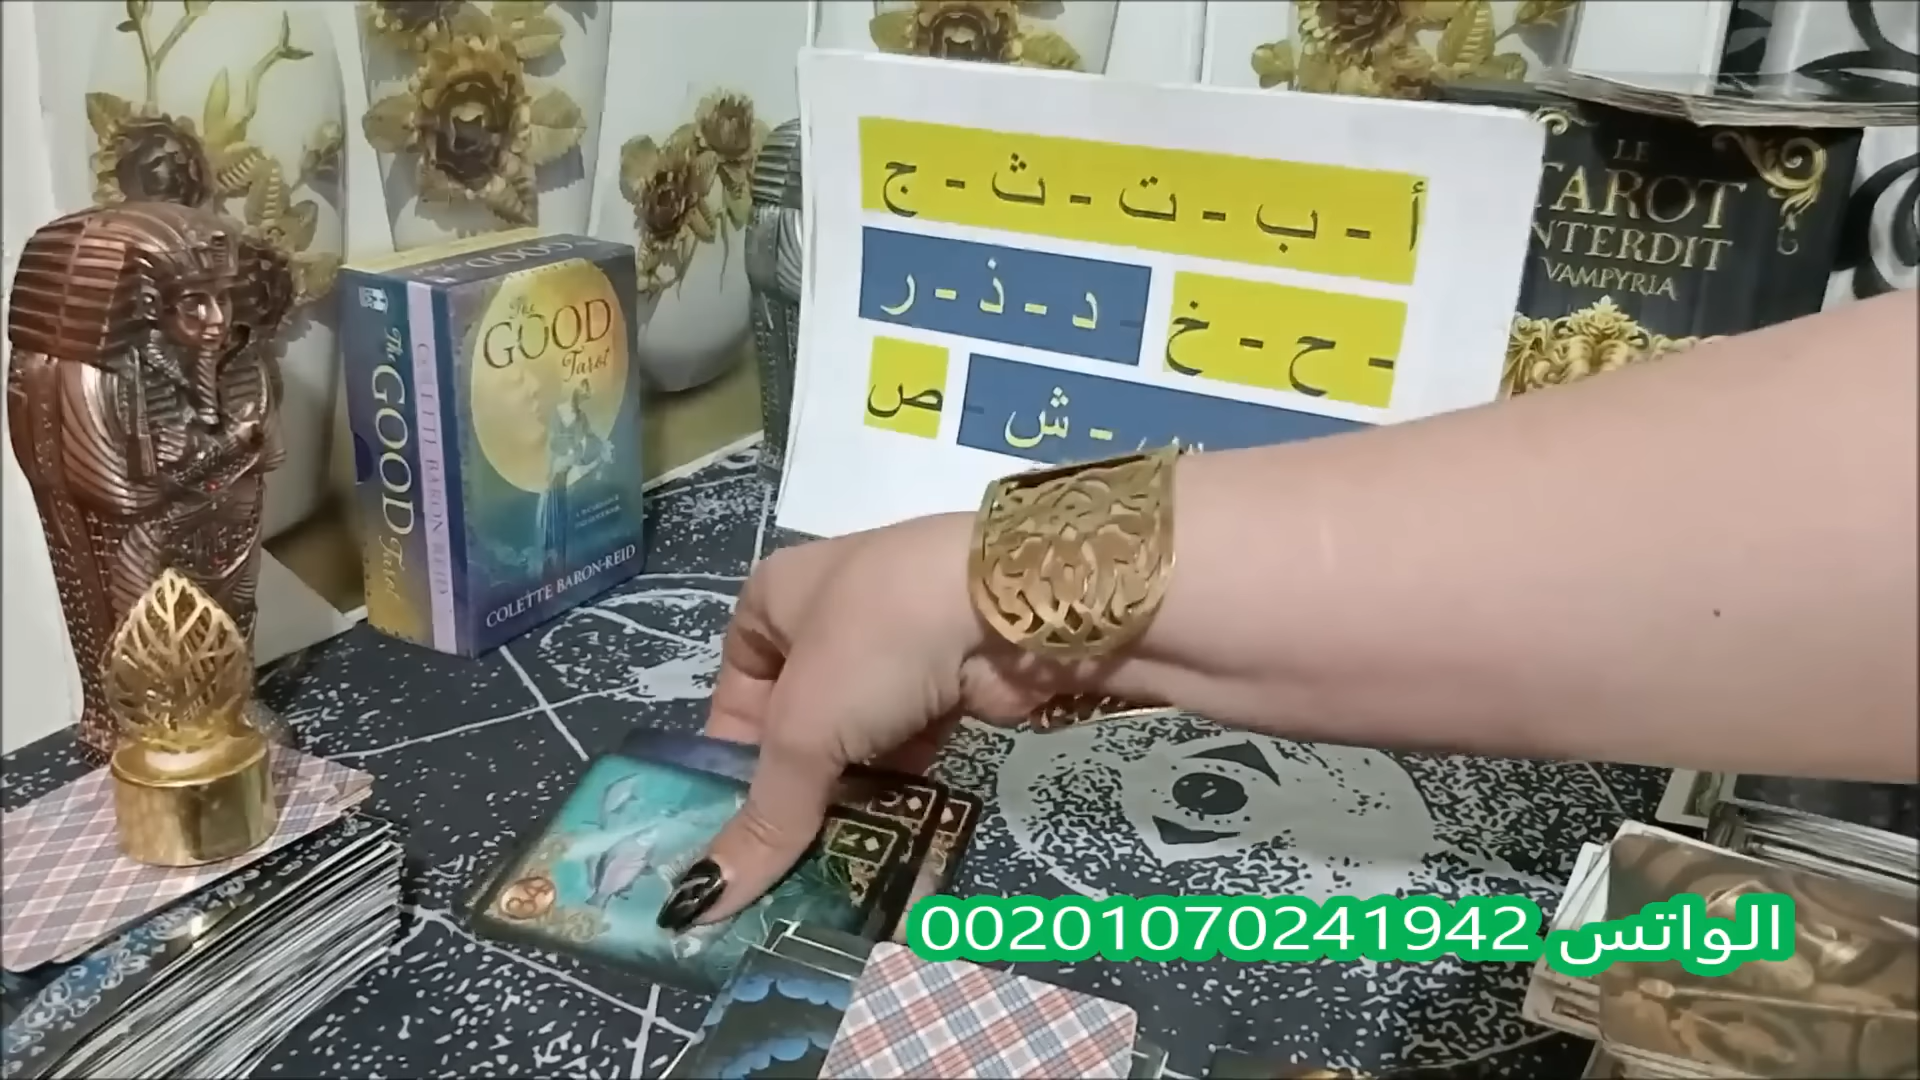 أ - ب - ت - ث - ج
- ح - خ
د - ذ - ر -
- ش -
ص
The
GOOD
Tarot
COLETTE BARON-REID
The GOOD Tarot
COLETTE BARON-REID
LE
TAROT
INTERDIT
VAMPYRIA
الواتس 00201070241942